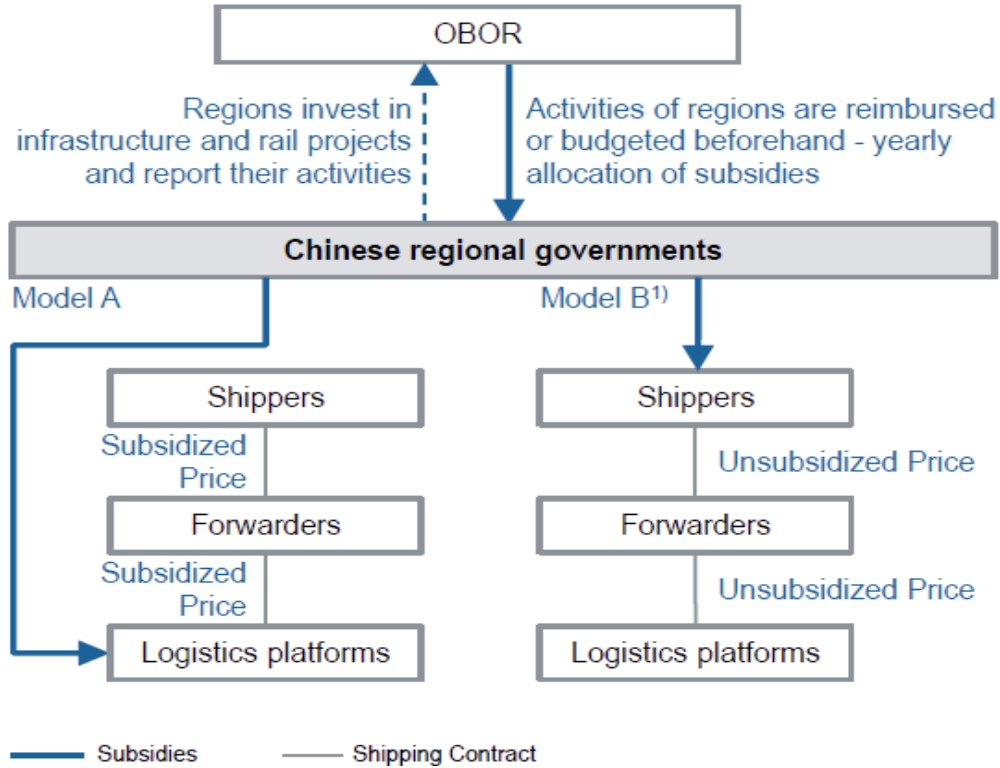 OBOR
Regions invest in
infrastructure and rail projects
and report their activities
Activities of regions are reimbursed
or budgeted beforehand - yearly
allocation of subsidies
Chinese regional governments
Model A
Model B¹⁾
Shippers
Subsidized
Price
Forwarders
Subsidized
Price
Logistics platforms
Shippers
Unsubsidized Price
Forwarders
Unsubsidized Price
Logistics platforms
Subsidies
Shipping Contract